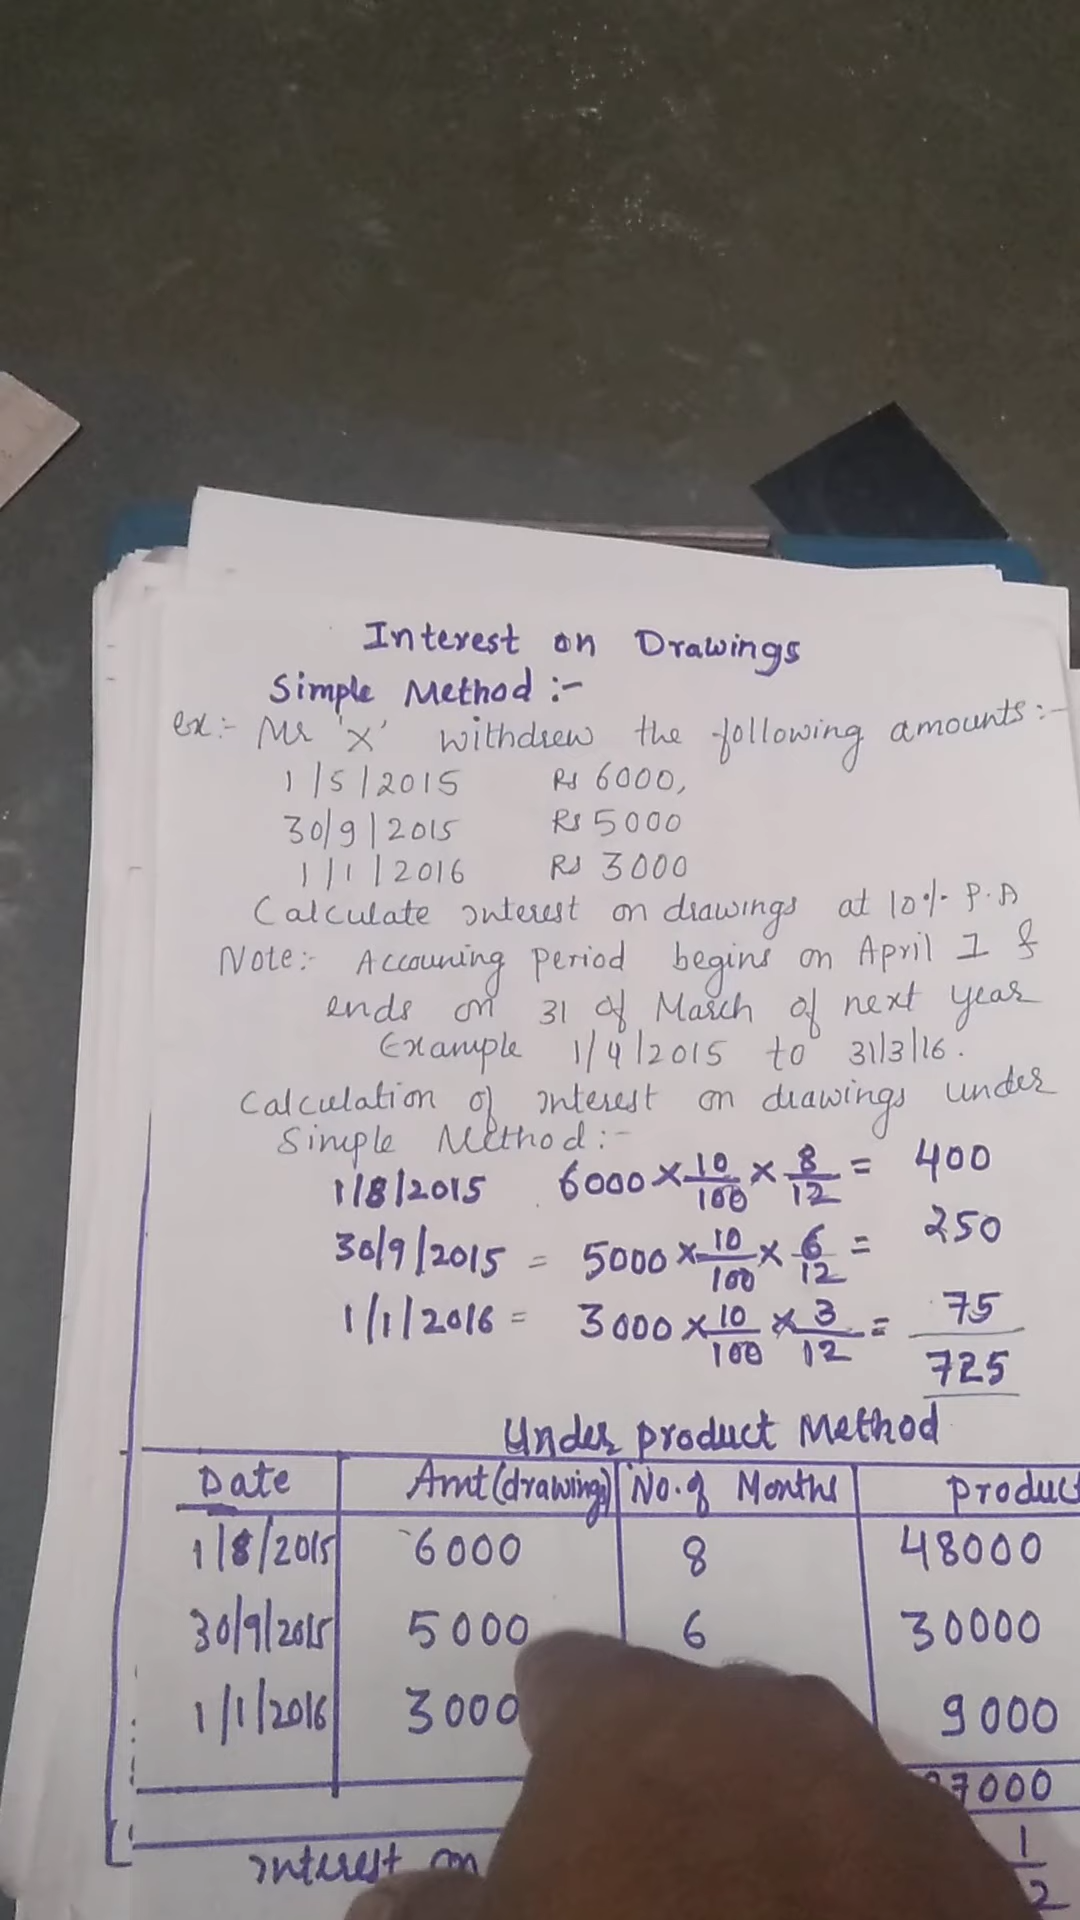 Interest on Drawings
Simple Method :-
ex:- Mr 'X' withdrew the following amounts:-
1/5/2015 Rs 6000,
30/9/2015 Rs 5000
1/1/2016 Rs 3000
Calculate interest on drawings at 10% P.A
Note:- Accouning period begins on April 1 &
ends on 31 of March of next year
Example 1/4/2015 to 31/3/16.
Calculation of interest on drawings under
Simple Method:-
1/8/2015 6000 × 10/100 × 8/12 = 400
30/9/2015 = 5000 × 10/100 × 6/12 = 250
1/1/2016 = 3000 × 10/100 × 3/12 = 75
725
Under product Method
Date Amt(drawings) No.of Months Product
1/8/2015 6000 8 48000
30/9/2015 5000 6 30000
1/1/2016 3000 9000
7000
interest on 1/2